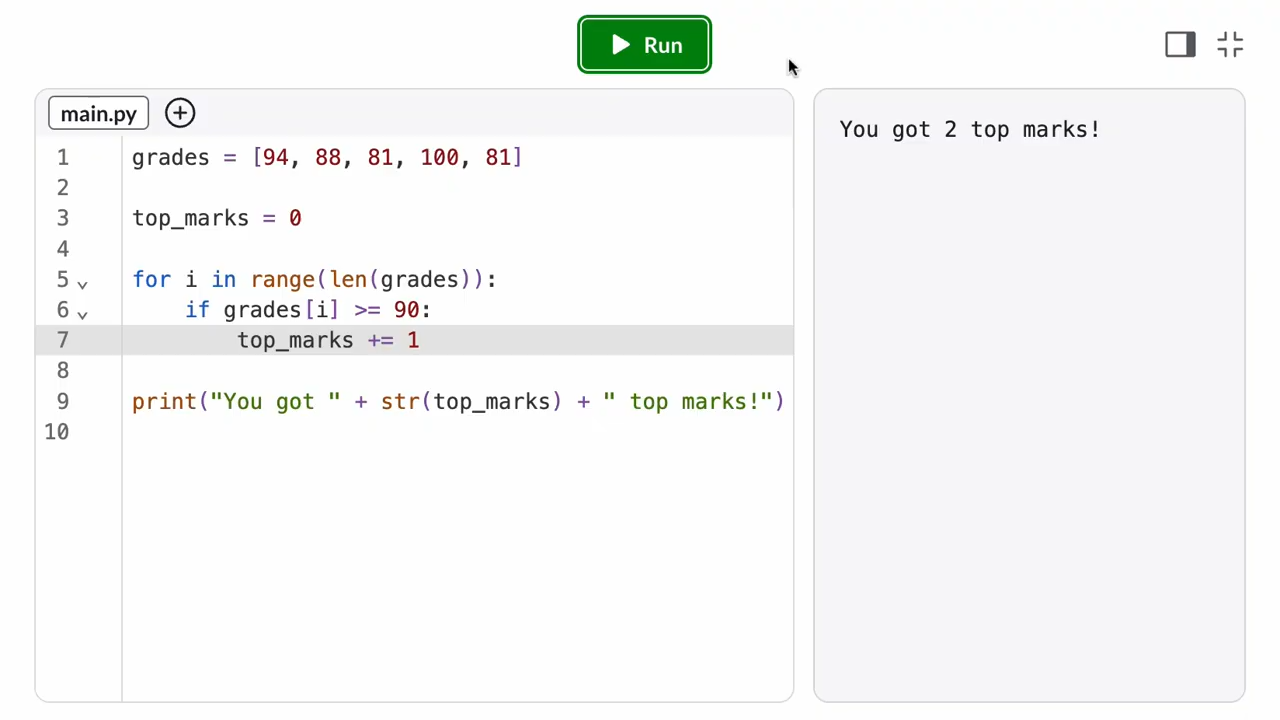 Run
main.py
1 grades = [94, 88, 81, 100, 81]
2
3 top_marks = 0
4
5 for i in range(len(grades)):
6     if grades[i] >= 90:
7         top_marks += 1
8
9 print("You got " + str(top_marks) + " top marks!")
10
You got 2 top marks!